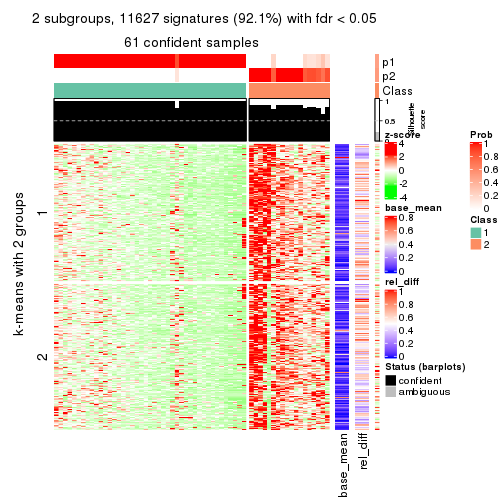 2 subgroups, 11627 signatures (92.1%) with fdr < 0.05
61 confident samples
p1
p2
Class
1
0.5
0
Silhouette
score
k-means with 2 groups
1
2
base_mean
rel_diff
z-score
4
2
0
-2
-4
base_mean
0.8
0.6
0.4
0.2
0
rel_diff
1
0.8
0.6
0.4
0.2
0
Status (barplots)
confident
ambiguous
Prob
1
0.8
0.6
0.4
0.2
0
Class
1
2